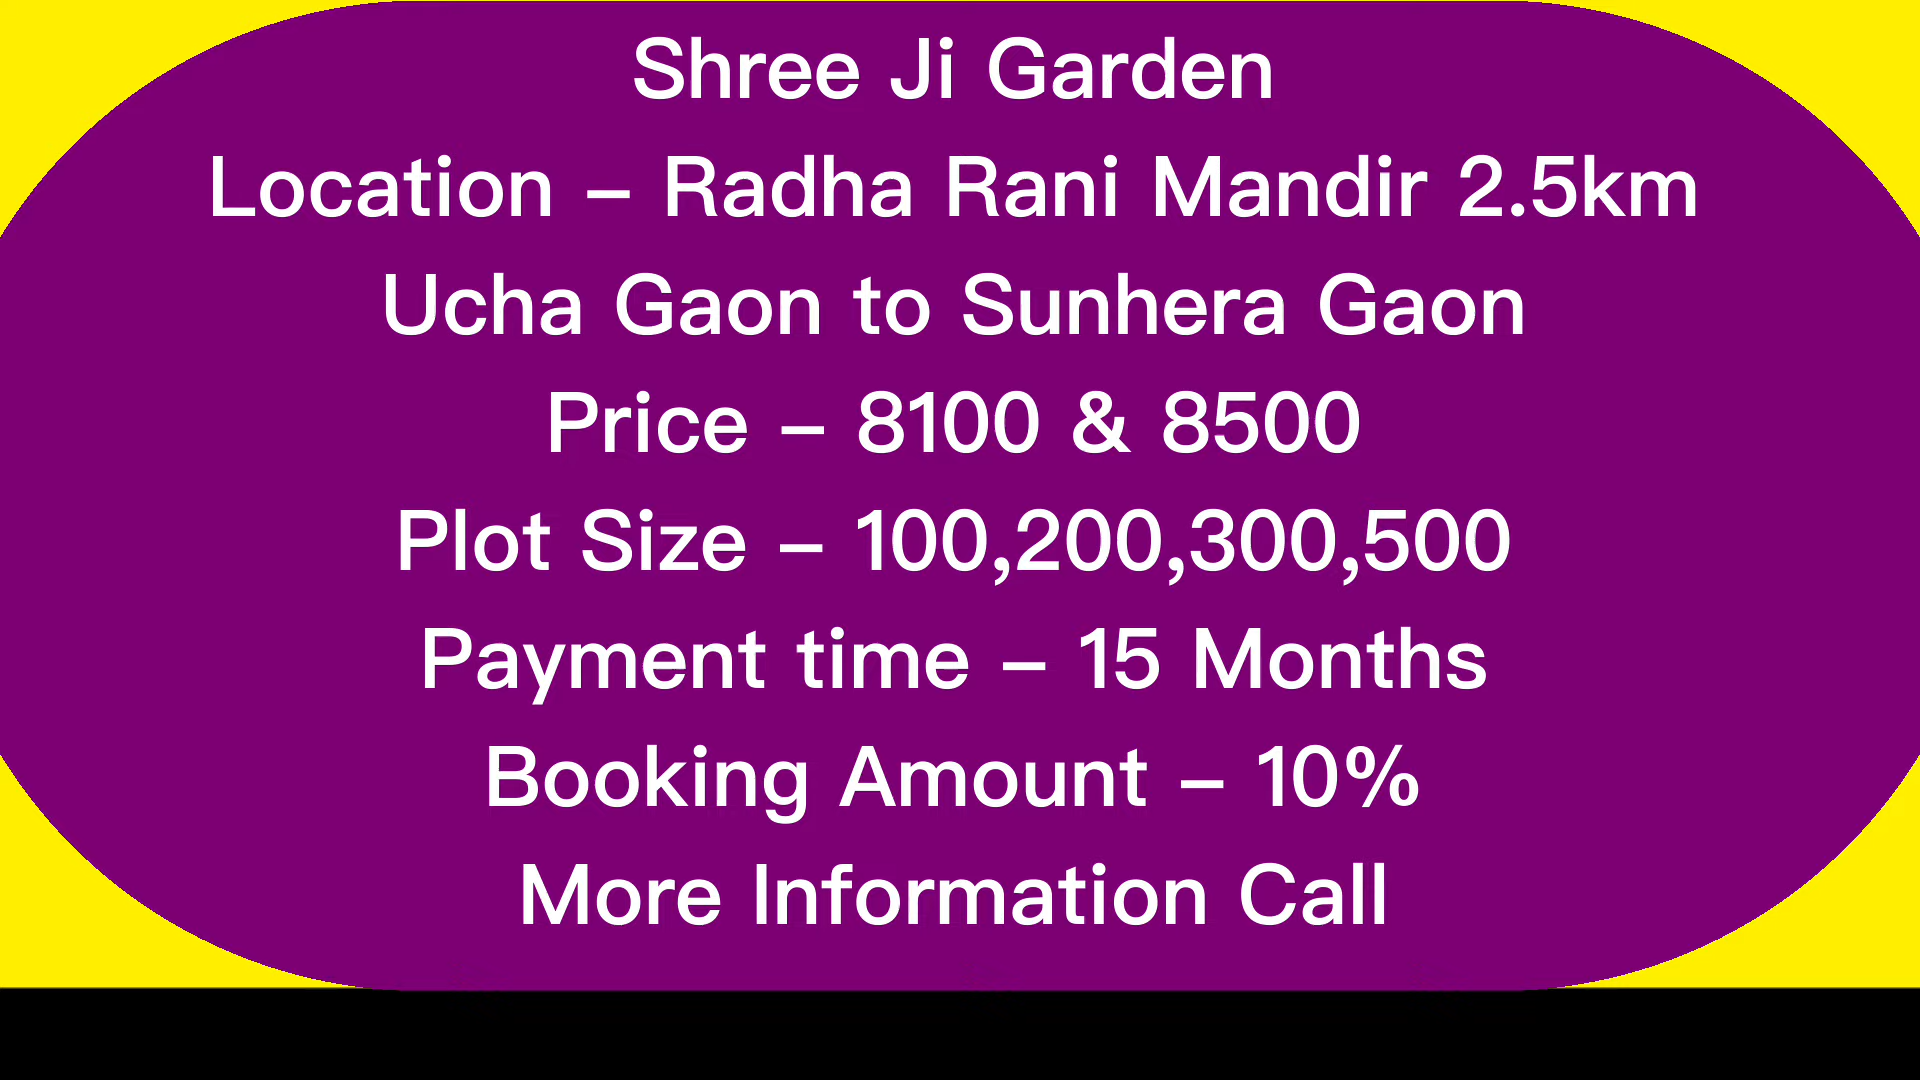 Shree Ji Garden
Location – Radha Rani Mandir 2.5km
Ucha Gaon to Sunhera Gaon
Price – 8100 & 8500
Plot Size – 100,200,300,500
Payment time – 15 Months
Booking Amount – 10%
More Information Call